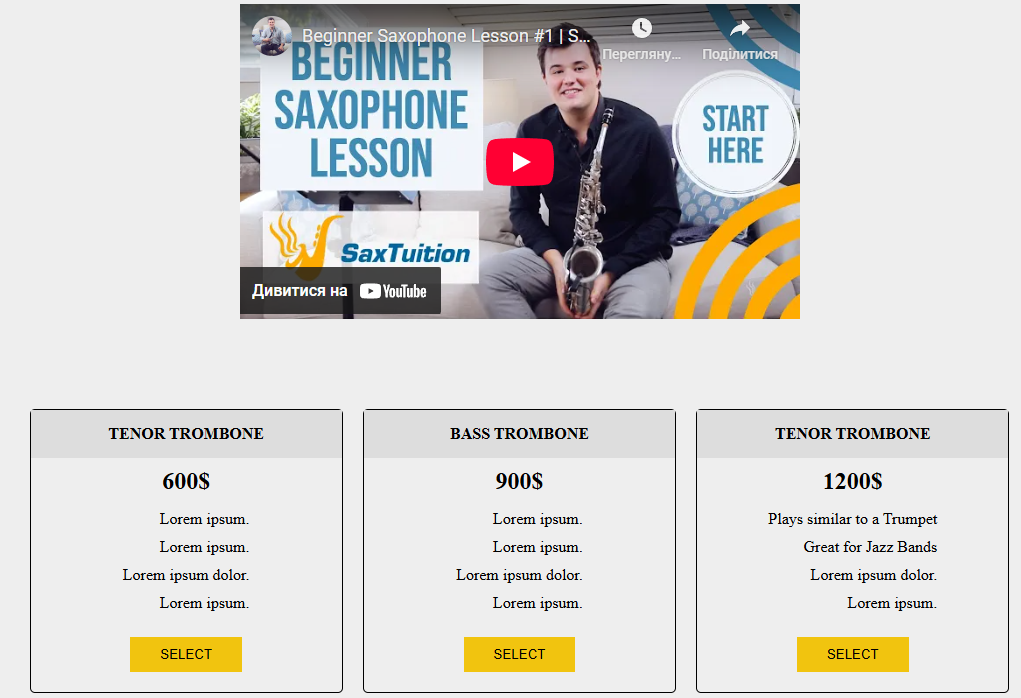 Beginner Saxophone Lesson #1 | S...
Перегляну...
Поділитися
BEGINNER
SAXOPHONE
LESSON
START
HERE
SaxTuition
Дивитися на YouTube
TENOR TROMBONE
600$
Lorem ipsum.
Lorem ipsum.
Lorem ipsum dolor.
Lorem ipsum.
SELECT
BASS TROMBONE
900$
Lorem ipsum.
Lorem ipsum.
Lorem ipsum dolor.
Lorem ipsum.
SELECT
TENOR TROMBONE
1200$
Plays similar to a Trumpet
Great for Jazz Bands
Lorem ipsum dolor.
Lorem ipsum.
SELECT